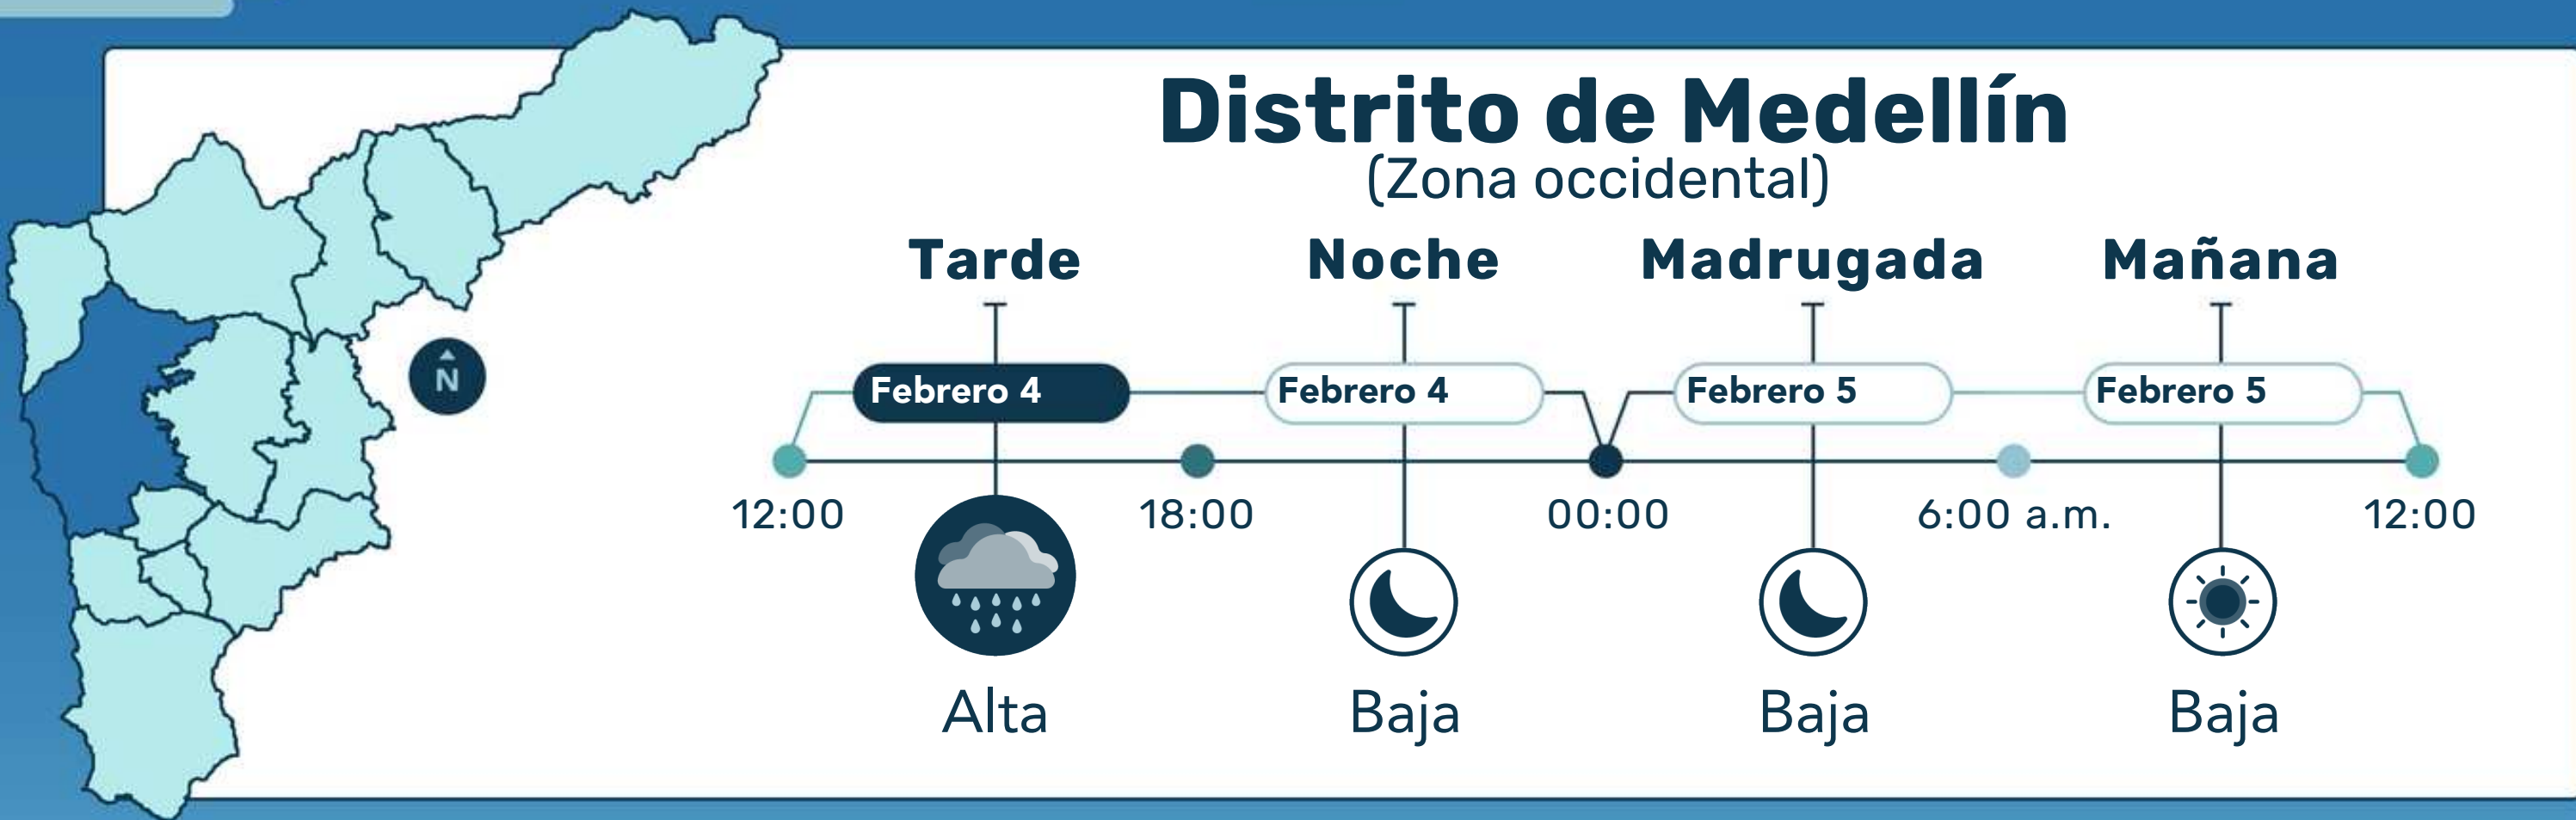 Distrito de Medellín
(Zona occidental)
Tarde Noche Madrugada Mañana
Febrero 4 Febrero 4 Febrero 5 Febrero 5
N
12:00 18:00 00:00 6:00 a.m. 12:00
Alta Baja Baja Baja